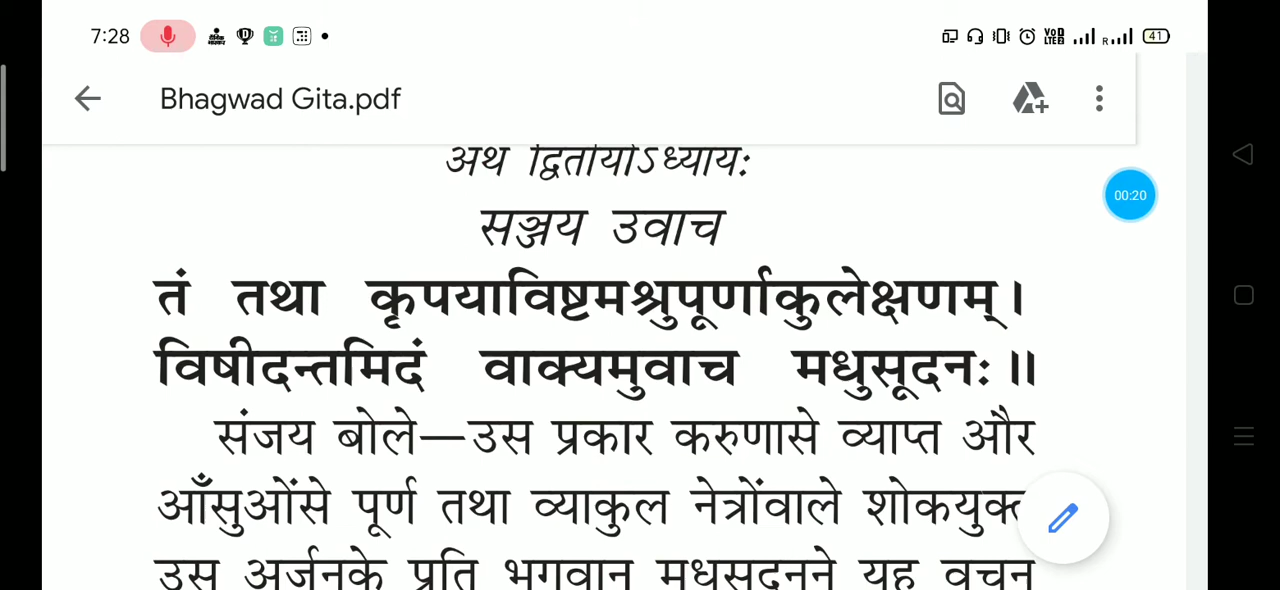 7:28
41
Bhagwad Gita.pdf
00:20
अथ द्वितीयोऽध्यायः
सञ्जय उवाच
तं तथा कृपयाविष्टमश्रुपूर्णाकुलेक्षणम्।
विषीदन्तमिदं वाक्यमुवाच मधुसूदनः॥
संजय बोले—उस प्रकार करुणासे व्याप्त और
आँसुओंसे पूर्ण तथा व्याकुल नेत्रोंवाले शोकयुक्त
उस अर्जुनके प्रति भगवान् मधुसूदनने यह वचन